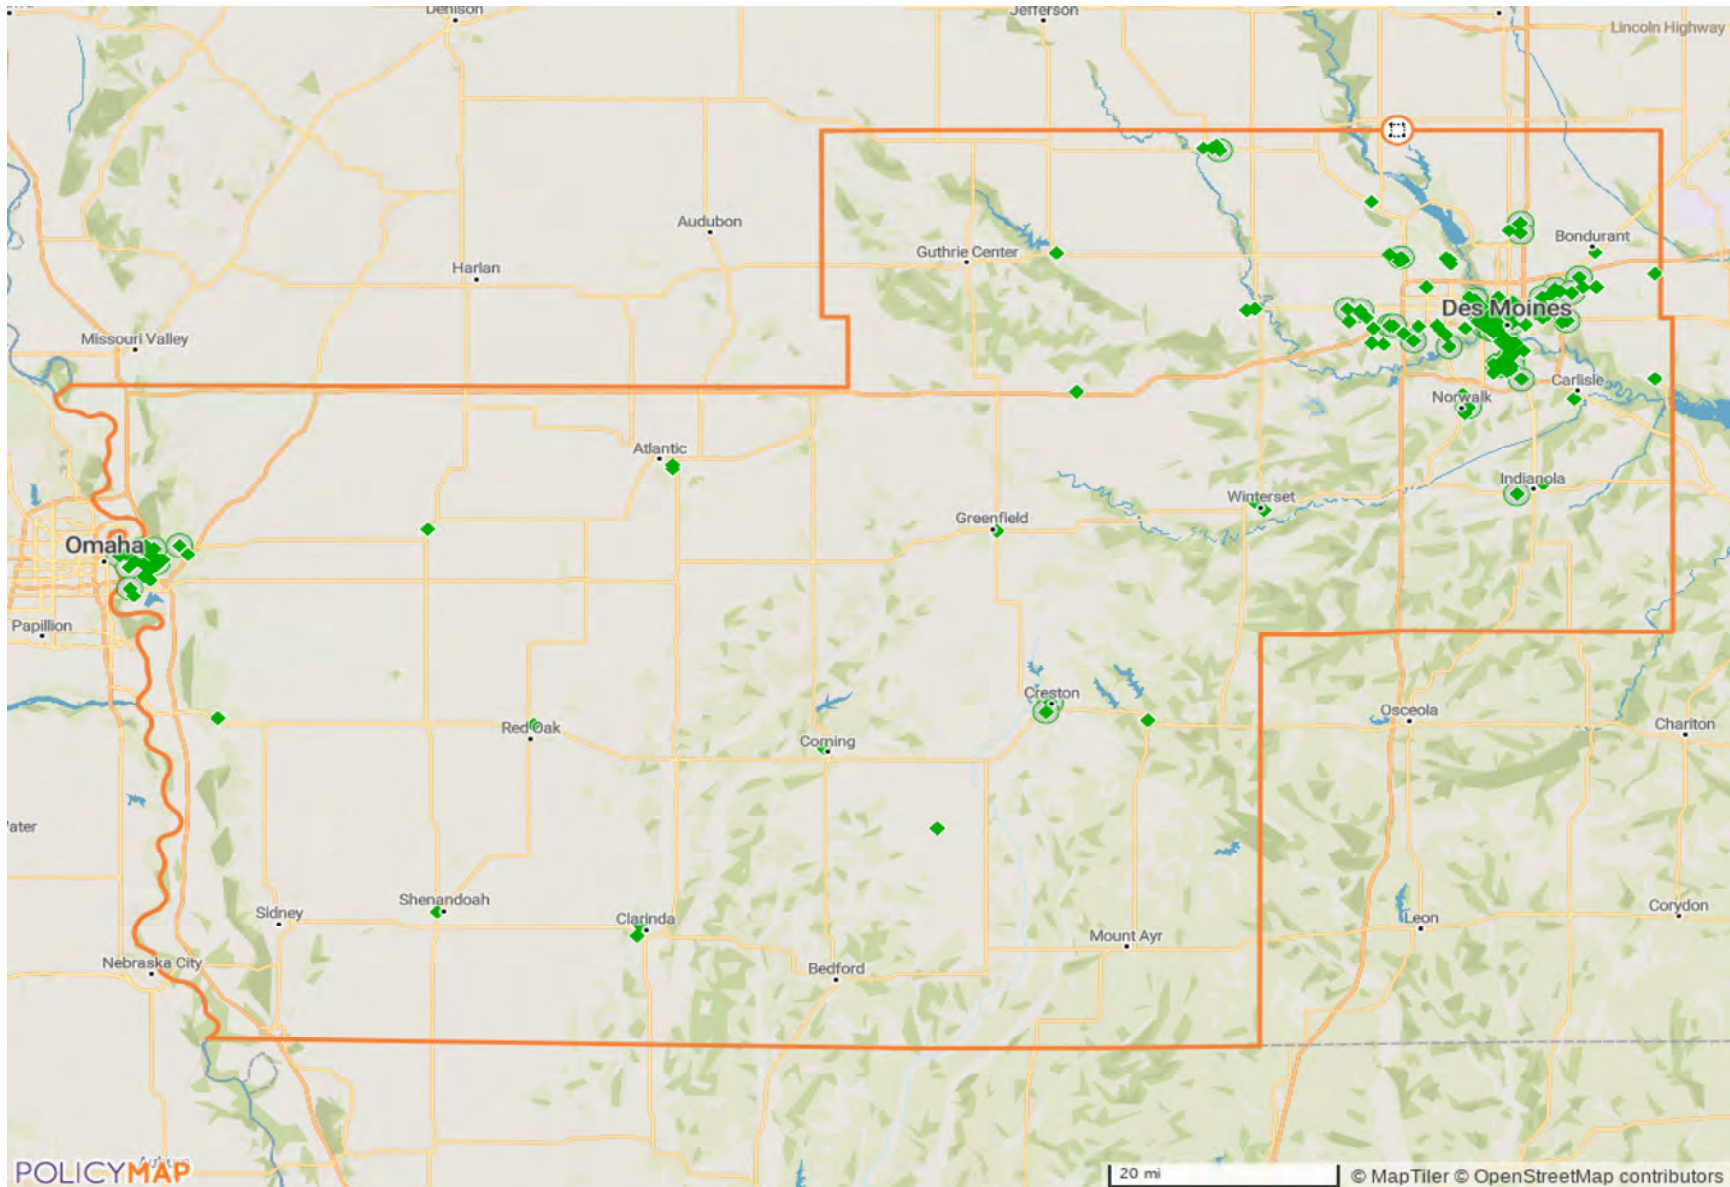 Denison
Jefferson
Lincoln Highway
Audubon
Guthrie Center
Bondurant
Harlan
Des Moines
Missouri Valley
Carlisle
Norwalk
Atlantic
Indianola
Winterset
Greenfield
Omaha
Papillion
Creston
Osceola
Red Oak
Chariton
Corning
Shenandoah
Sidney
Clarinda
Corydon
Leon
Mount Ayr
Nebraska City
Bedford
POLICYMAP
20 mi
© MapTiler © OpenStreetMap contributors